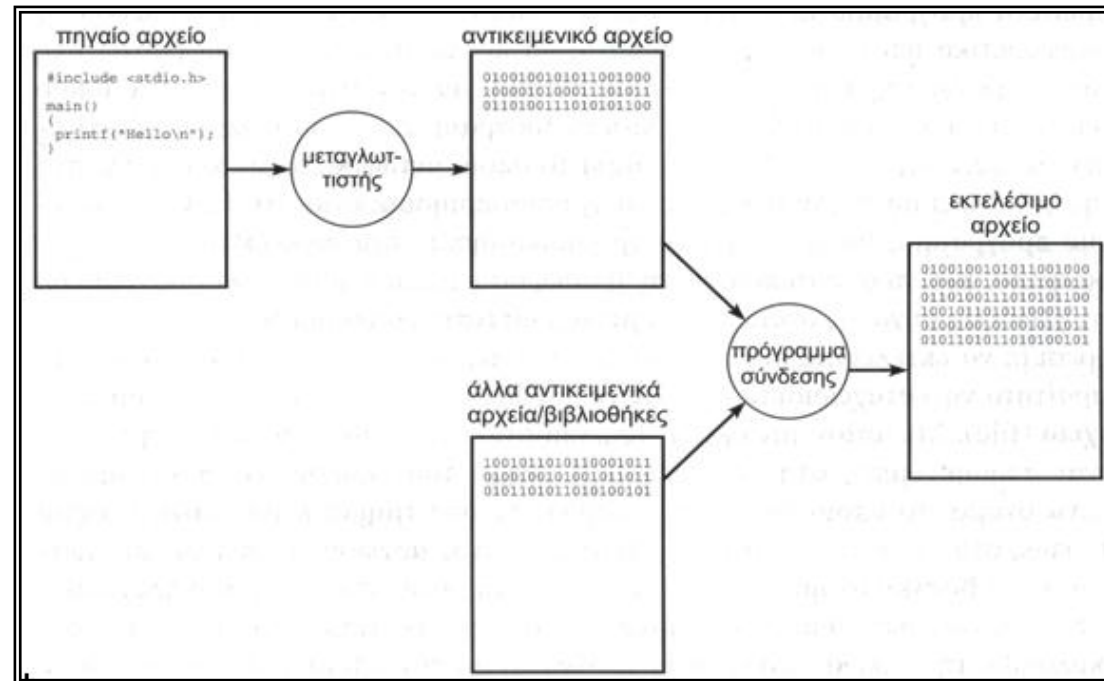 πηγαίο αρχείο
#include <stdio.h>
main()
{
printf("Hello\n");
}
μεταγλωτ-
τιστής
αντικειμενικό αρχείο
0100100101011001000
1000010100011101011
0110100111010101100
άλλα αντικειμενικά
αρχεία/βιβλιοθήκες
1001011010110001011
0100100101001011011
0101101011010100101
πρόγραμμα
σύνδεσης
εκτελέσιμο
αρχείο
0100100101011001000
1000010100011101011
0110100111010101100
1001011010110001011
0100100101001011011
0101101011010100101